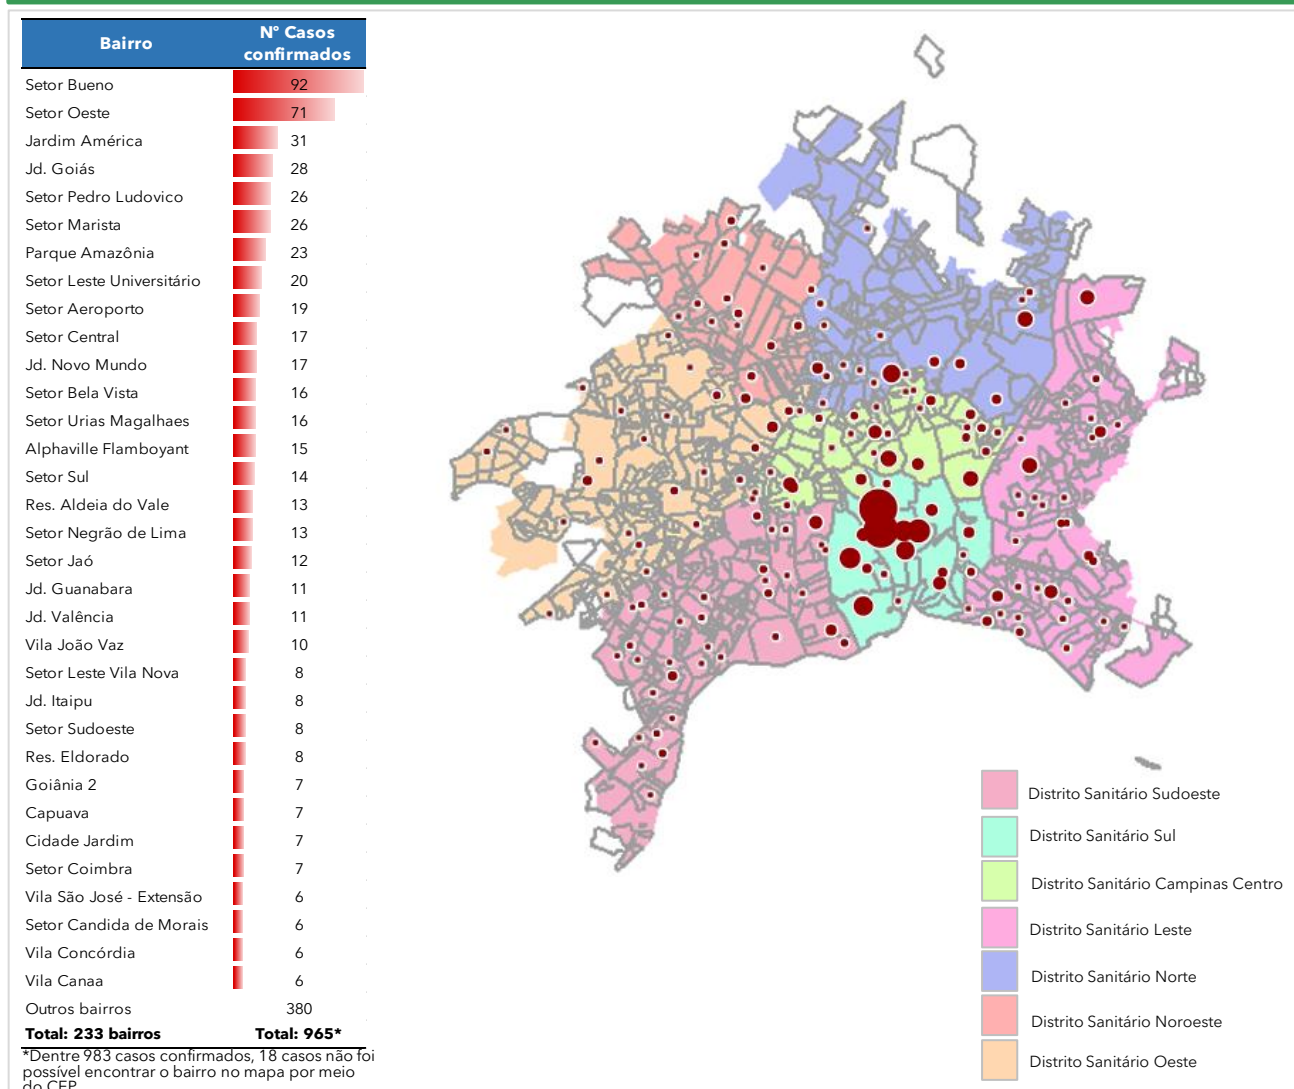 Bairro Nº Casos confirmados
Setor Bueno 92
Setor Oeste 71
Jardim América 31
Jd. Goiás 28
Setor Pedro Ludovico 26
Setor Marista 26
Parque Amazônia 23
Setor Leste Universitário 20
Setor Aeroporto 19
Setor Central 17
Jd. Novo Mundo 17
Setor Bela Vista 16
Setor Urias Magalhaes 16
Alphaville Flamboyant 15
Setor Sul 14
Res. Aldeia do Vale 13
Setor Negrão de Lima 13
Setor Jaó 12
Jd. Guanabara 11
Jd. Valência 11
Vila João Vaz 10
Setor Leste Vila Nova 8
Jd. Itaipu 8
Setor Sudoeste 8
Res. Eldorado 8
Goiânia 2 7
Capuava 7
Cidade Jardim 7
Setor Coimbra 7
Vila São José - Extensão 6
Setor Candida de Morais 6
Vila Concórdia 6
Vila Canaa 6
Outros bairros 380
Total: 233 bairros Total: 965*
*Dentre 983 casos confirmados, 18 casos não foi
possível encontrar o bairro no mapa por meio
do CEP
Distrito Sanitário Sudoeste
Distrito Sanitário Sul
Distrito Sanitário Campinas Centro
Distrito Sanitário Leste
Distrito Sanitário Norte
Distrito Sanitário Noroeste
Distrito Sanitário Oeste